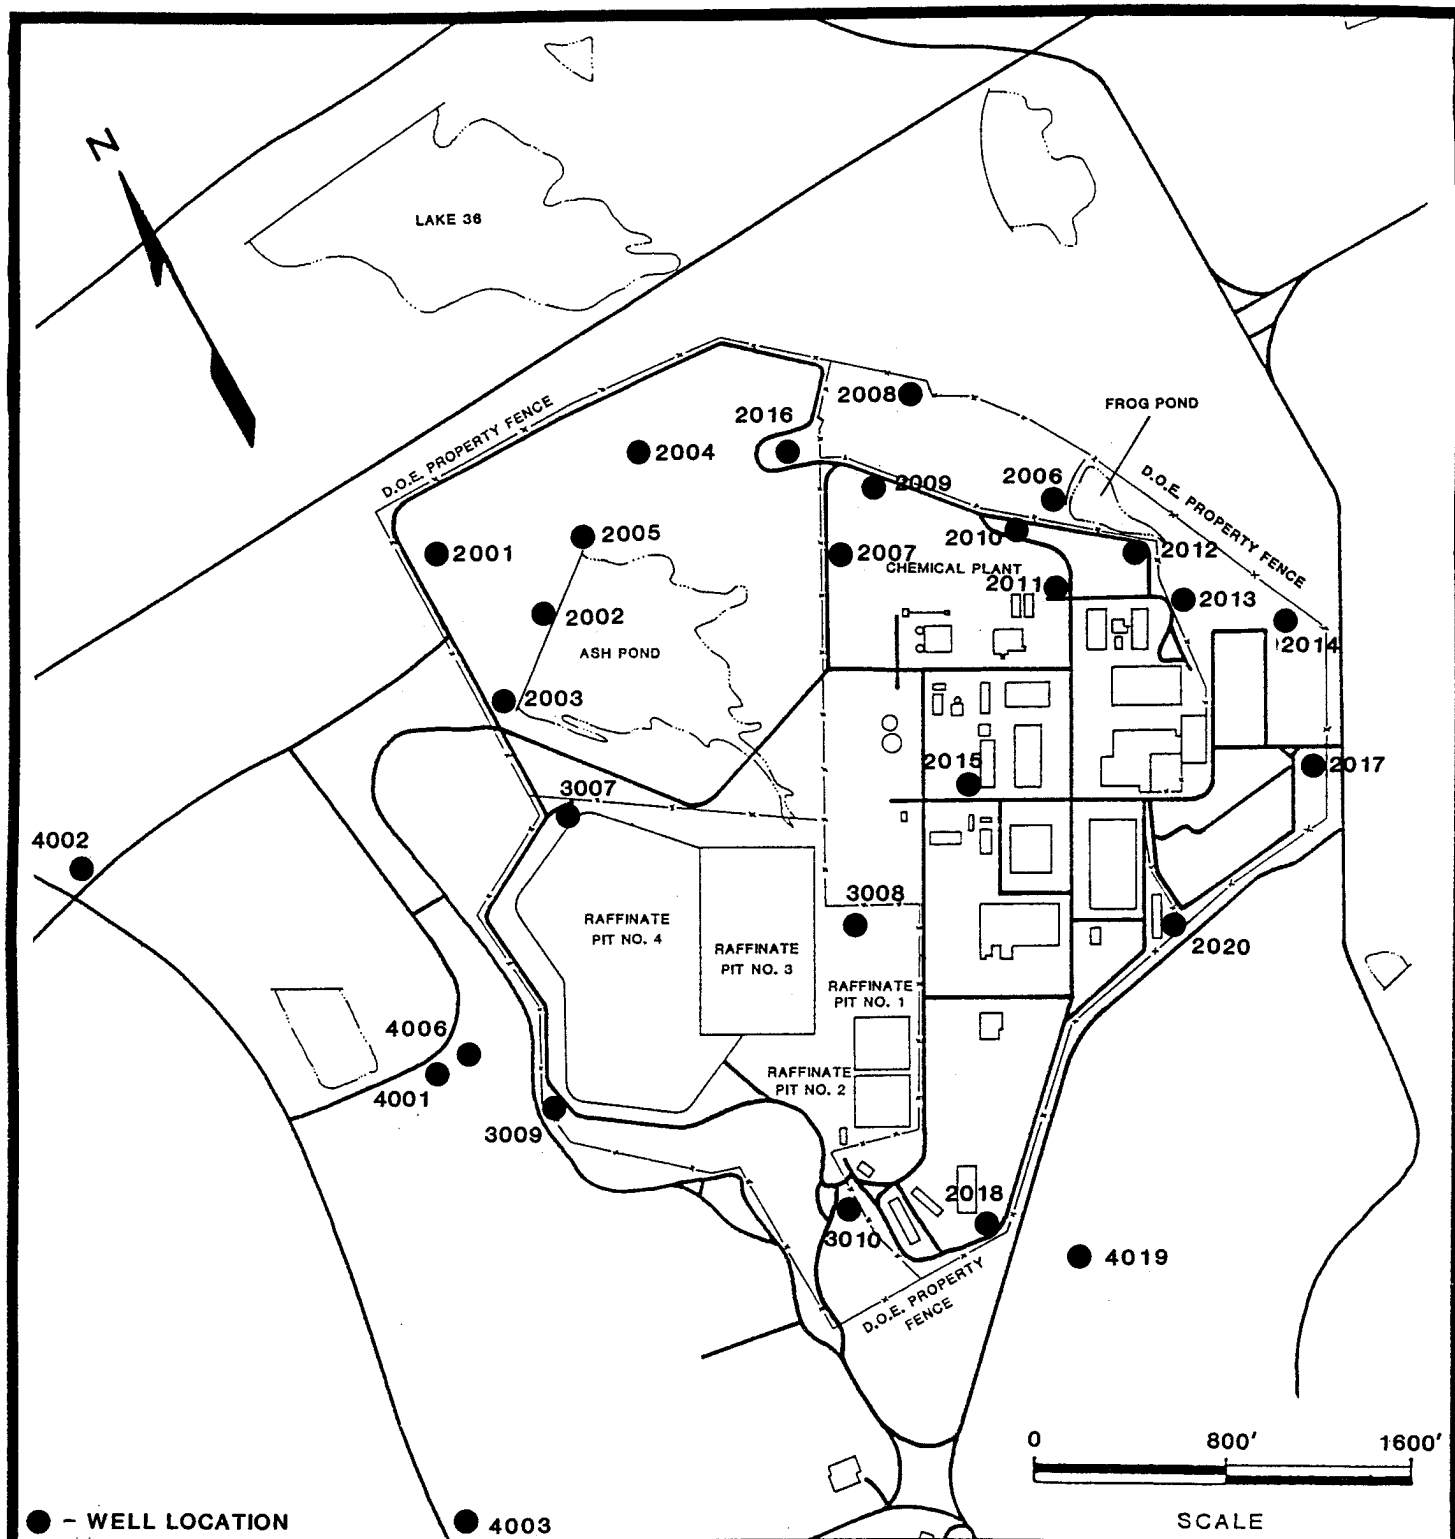 N
LAKE 36
D.O.E. PROPERTY FENCE
2008
FROG POND
2016
2004
2009
2006
D.O.E. PROPERTY FENCE
2001
2005
2007
2010
2012
CHEMICAL PLANT
2011
2013
2002
2014
ASH POND
2003
2015
2017
3007
4002
3008
RAFFINATE
PIT NO. 4
RAFFINATE
PIT NO. 3
2020
RAFFINATE
PIT NO. 1
4006
4001
RAFFINATE
PIT NO. 2
3009
2018
3010
4019
D.O.E. PROPERTY
FENCE
0 800' 1600'
SCALE
- WELL LOCATION
4003